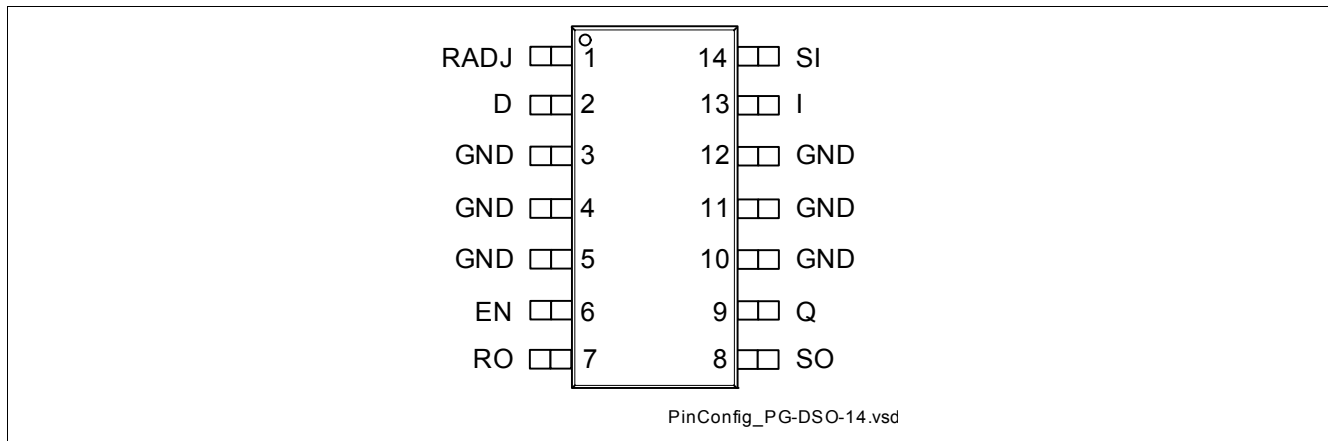 RADJ 1 14 SI
D 2 13 I
GND 3 12 GND
GND 4 11 GND
GND 5 10 GND
EN 6 9 Q
RO 7 8 SO
PinConfig_PG-DSO-14.vsd